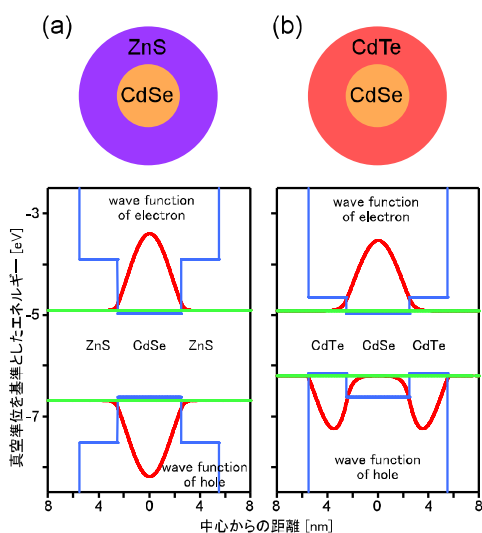 (a)
ZnS
CdSe
(b)
CdTe
CdSe
真空準位を基準としたエネルギー [eV]
-3
-5
-7
wave function
of electron
ZnS
CdSe
ZnS
wave function
of hole
8
4
0
4
8
wave function
of electron
CdTe
CdSe
CdTe
wave function
of hole
8
4
0
4
8
中心からの距離 [nm]